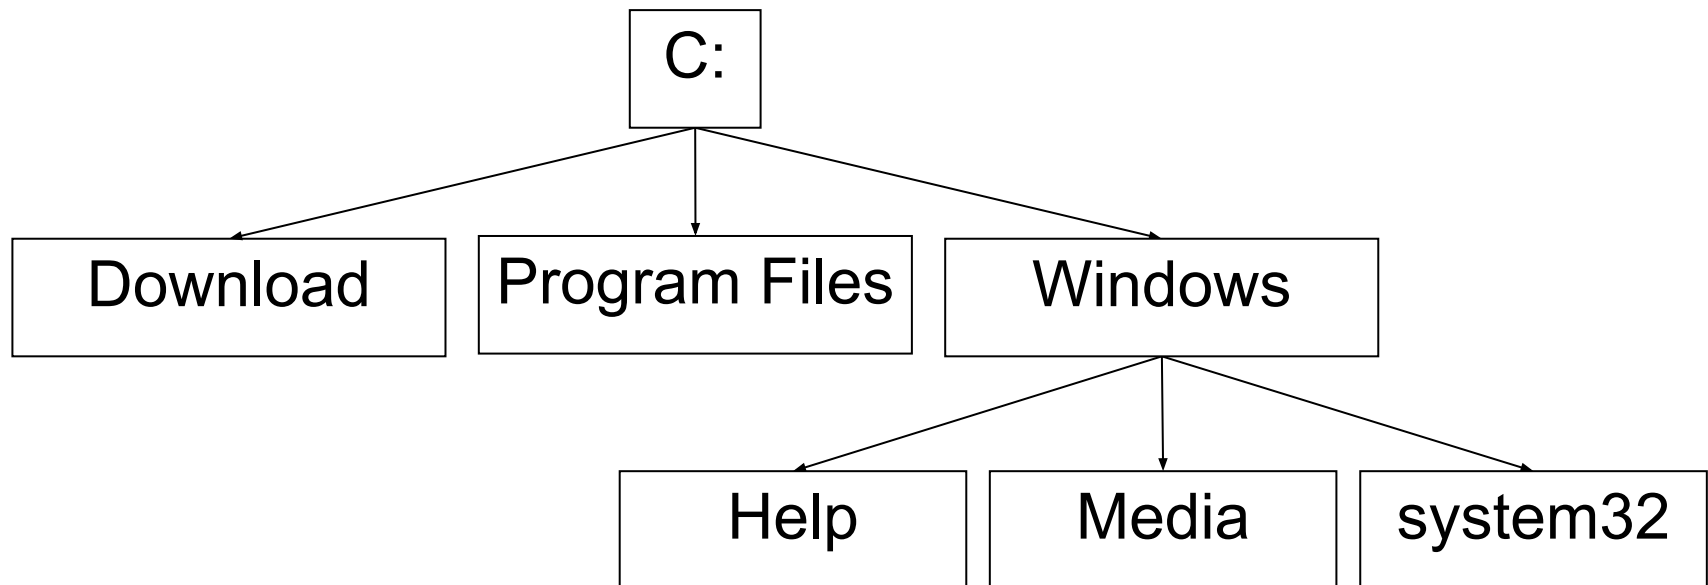 C:
Download
Program Files
Windows
Help
Media
system32